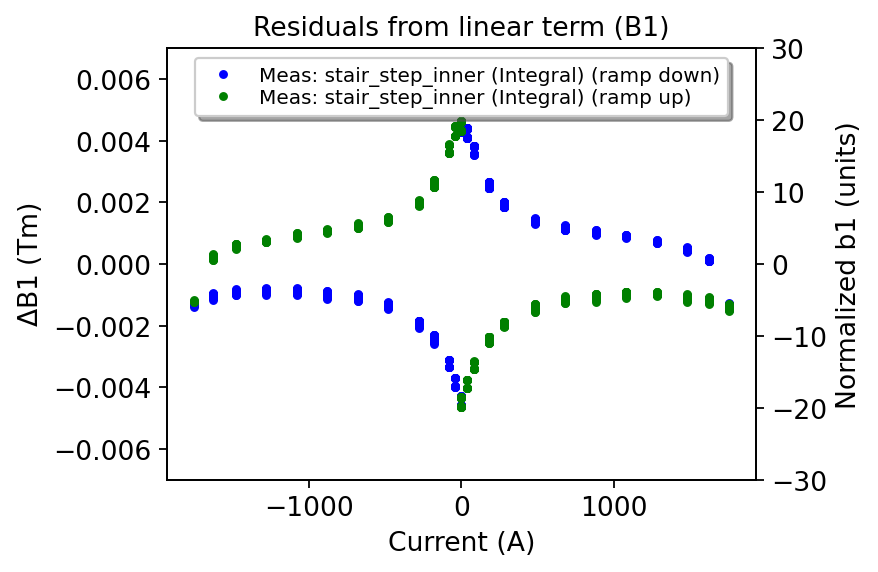 Residuals from linear term (B1)
Meas: stair_step_inner (Integral) (ramp down)
Meas: stair_step_inner (Integral) (ramp up)
ΔB1 (Tm)
0.006
0.004
0.002
0.000
−0.002
−0.004
−0.006
30
20
10
0
−10
−20
−30
Normalized b1 (units)
−1000
0
1000
Current (A)